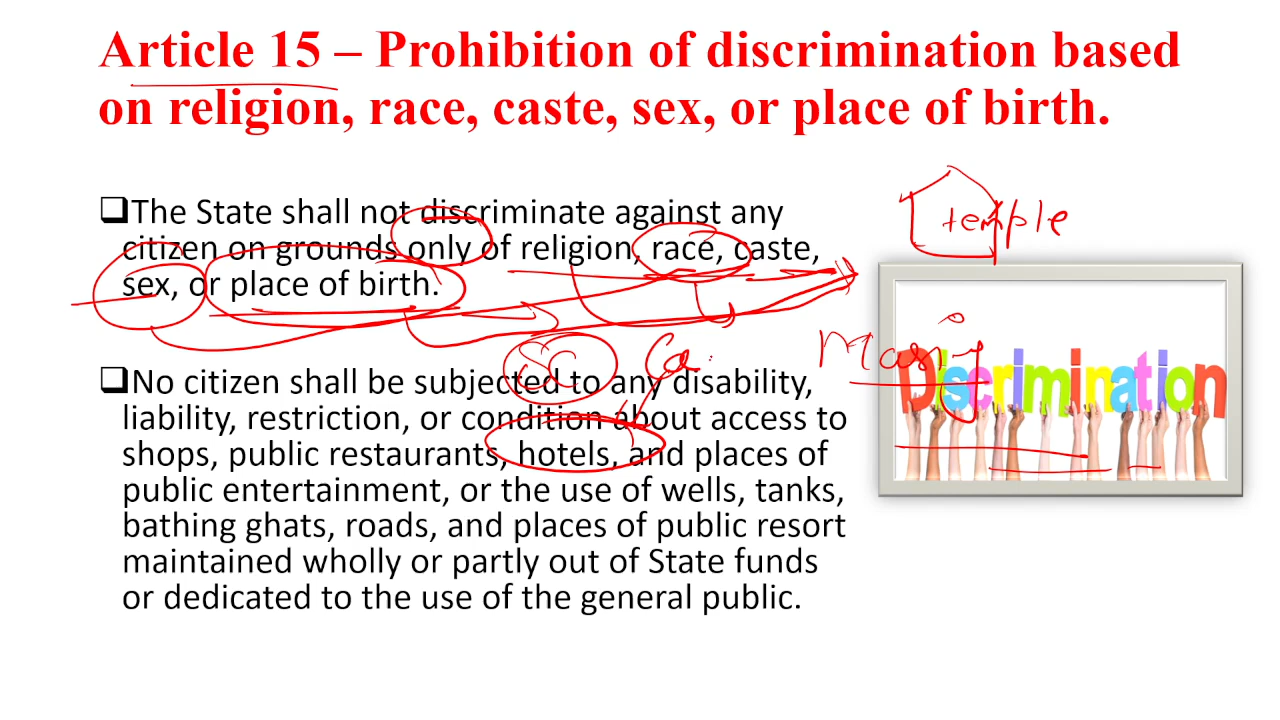 Article 15 – Prohibition of discrimination based
on religion, race, caste, sex, or place of birth.
❑The State shall not discriminate against any
citizen on grounds only of religion, race, caste,
sex, or place of birth.
temple
❑No citizen shall be subjected to any disability,
liability, restriction, or condition about access to
shops, public restaurants, hotels, and places of
public entertainment, or the use of wells, tanks,
bathing ghats, roads, and places of public resort
maintained wholly or partly out of State funds
or dedicated to the use of the general public.
SC
Discrimination